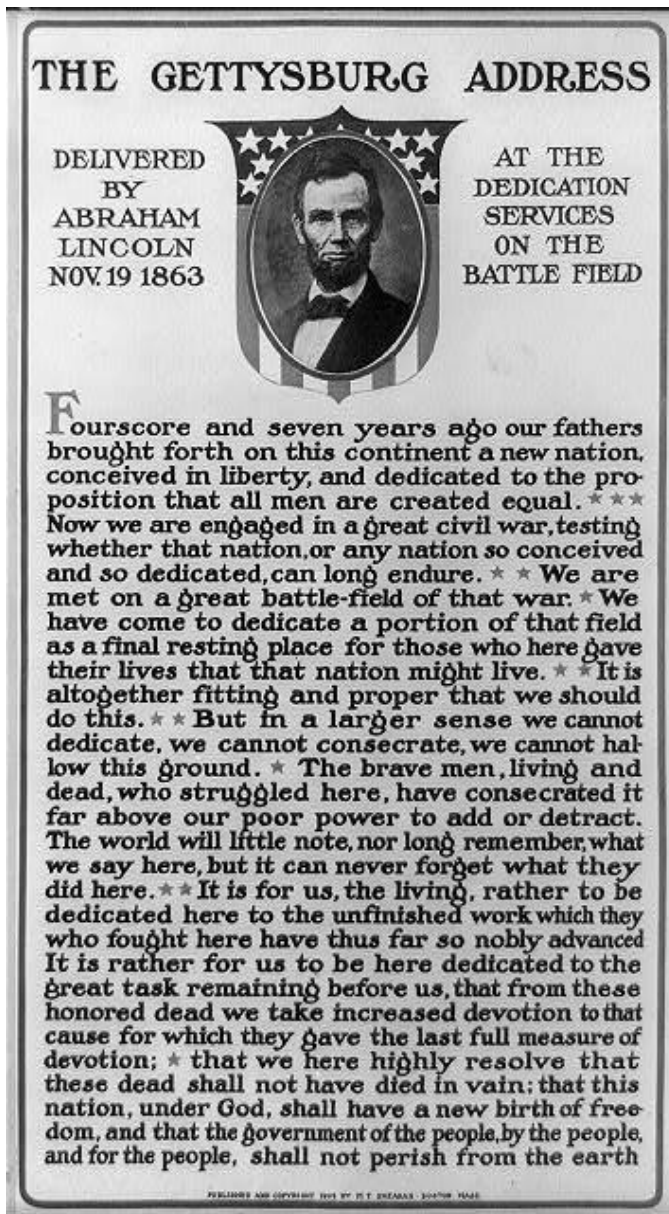 THE GETTYSBURG ADDRESS
DELIVERED
BY
ABRAHAM
LINCOLN
NOV. 19 1863
AT THE
DEDICATION
SERVICES
ON THE
BATTLE FIELD
Fourscore and seven years ago our fathers
brought forth on this continent a new nation,
conceived in liberty, and dedicated to the pro-
position that all men are created equal. ★ ★ ★
Now we are engaged in a great civil war, testing
whether that nation, or any nation so conceived
and so dedicated, can long endure. ★ ★ We are
met on a great battle-field of that war. ★ We
have come to dedicate a portion of that field
as a final resting place for those who here gave
their lives that that nation might live. ★ ★ It is
altogether fitting and proper that we should
do this. ★ ★ But in a larger sense we cannot
dedicate, we cannot consecrate, we cannot hal-
low this ground. ★ The brave men, living and
dead, who struggled here, have consecrated it
far above our poor power to add or detract.
The world will little note, nor long remember, what
we say here, but it can never forget what they
did here. ★ ★ It is for us, the living, rather to be
dedicated here to the unfinished work which they
who fought here have thus far so nobly advanced
It is rather for us to be here dedicated to the
great task remaining before us, that from these
honored dead we take increased devotion to that
cause for which they gave the last full measure of
devotion; ★ that we here highly resolve that
these dead shall not have died in vain; that this
nation, under God, shall have a new birth of free-
dom, and that the government of the people, by the people,
and for the people, shall not perish from the earth
PUBLISHED AND COPYRIGHT BY M. T. SHEAHAN · BOSTON MASS